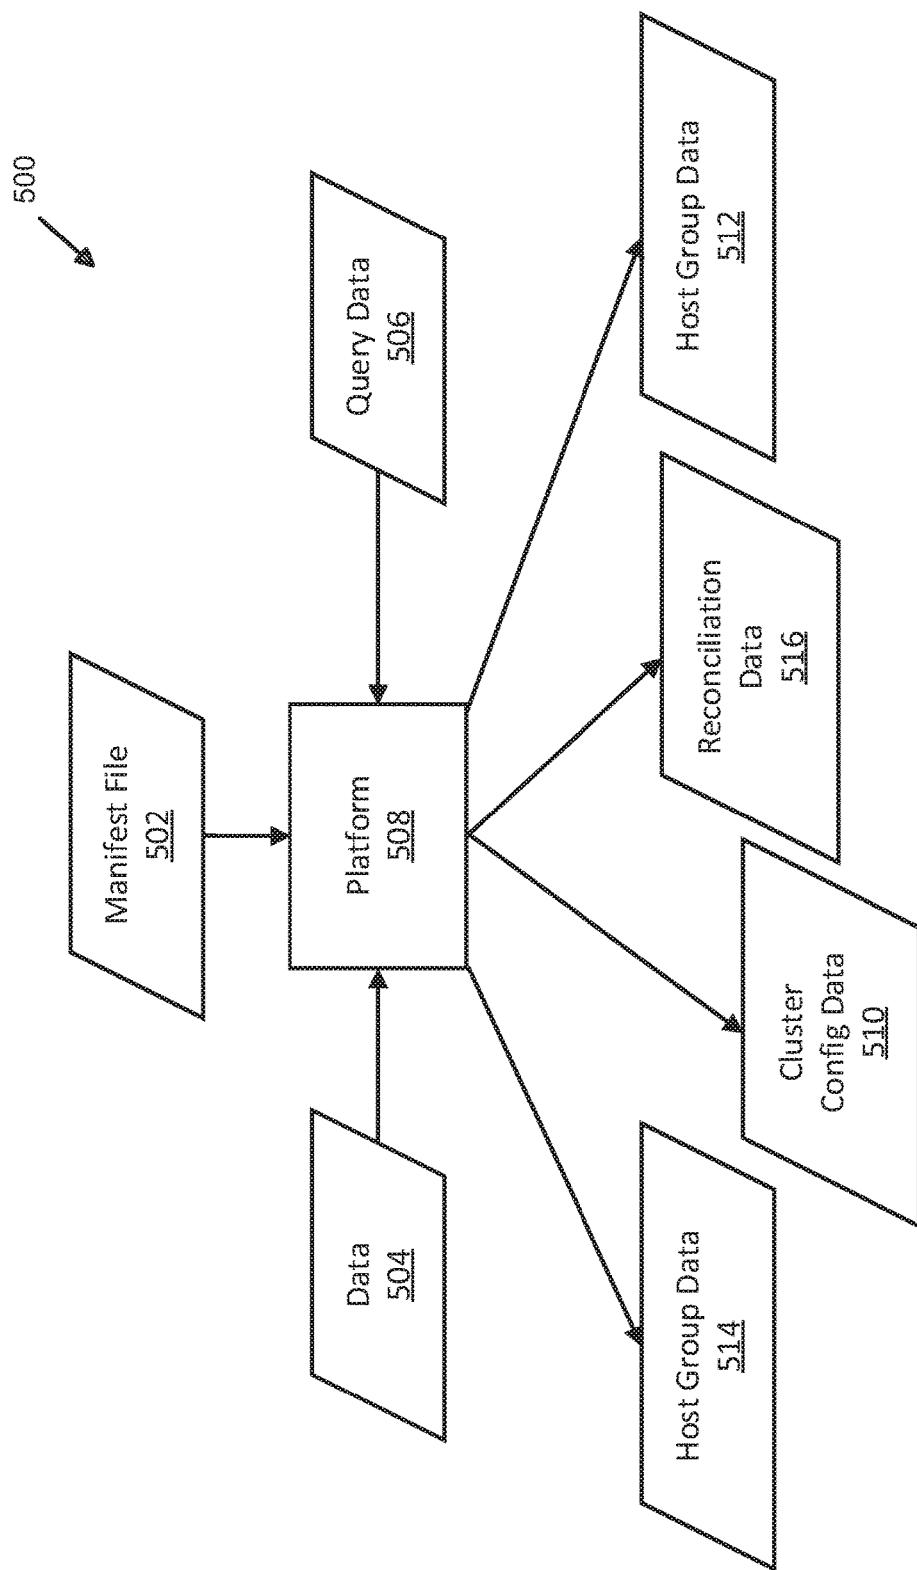 500
Manifest File
502
Data
504
Platform
508
Query Data
506
Host Group Data
514
Cluster
Config Data
510
Reconciliation
Data
516
Host Group Data
512